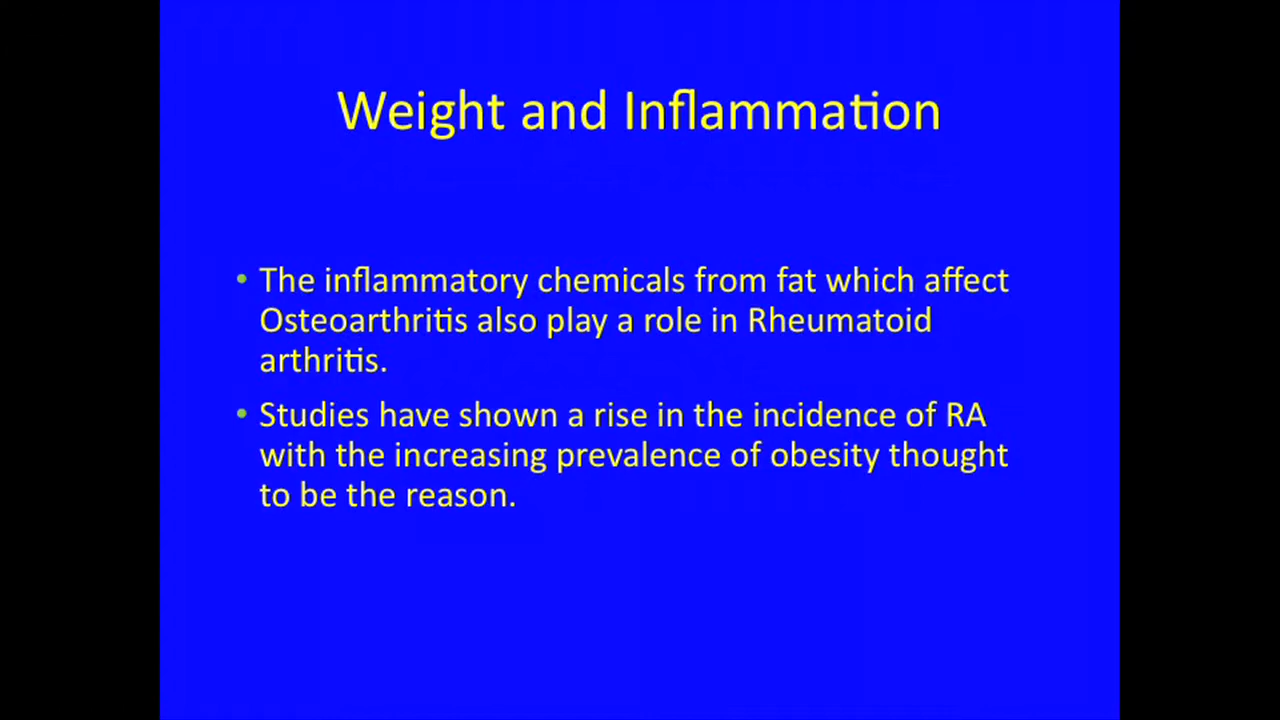 Weight and Inflammation
• The inflammatory chemicals from fat which affect
Osteoarthritis also play a role in Rheumatoid
arthritis.
• Studies have shown a rise in the incidence of RA
with the increasing prevalence of obesity thought
to be the reason.